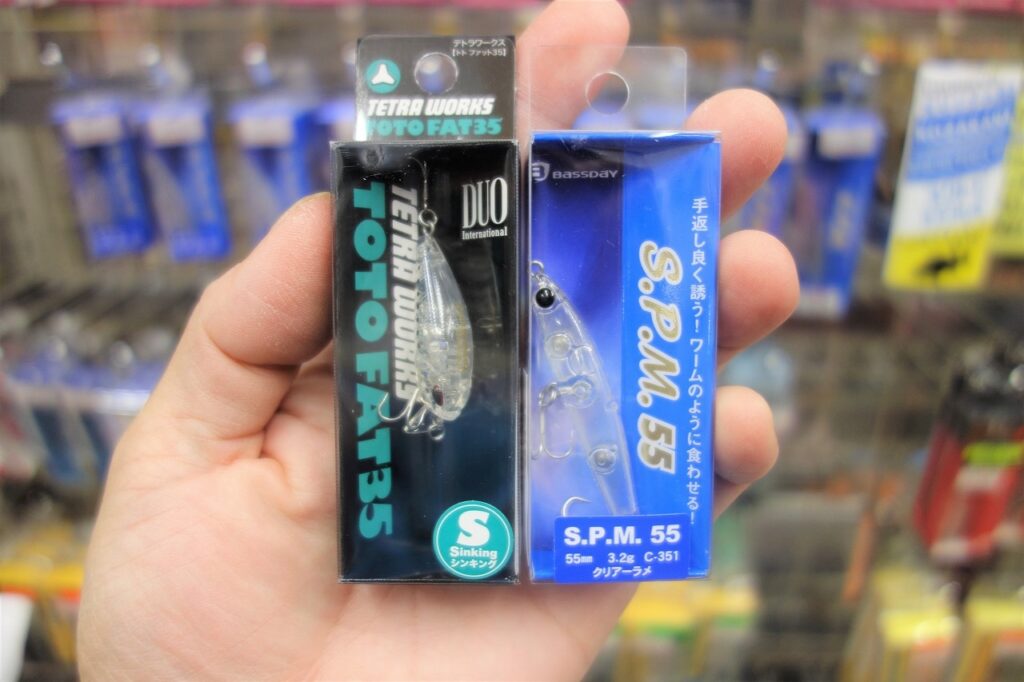 テトラワークス
【トト ファット35】
TETRA WORKS
TOTO FAT35
DUO
International
TETRA WORKS
TOTO FAT35
S
Sinking
シンキング
BASSDAY
手返し良く誘う!ワームのように食わせる!
S.P.M. 55
S.P.M. 55
55mm 3.2g C-351
クリアーラメ